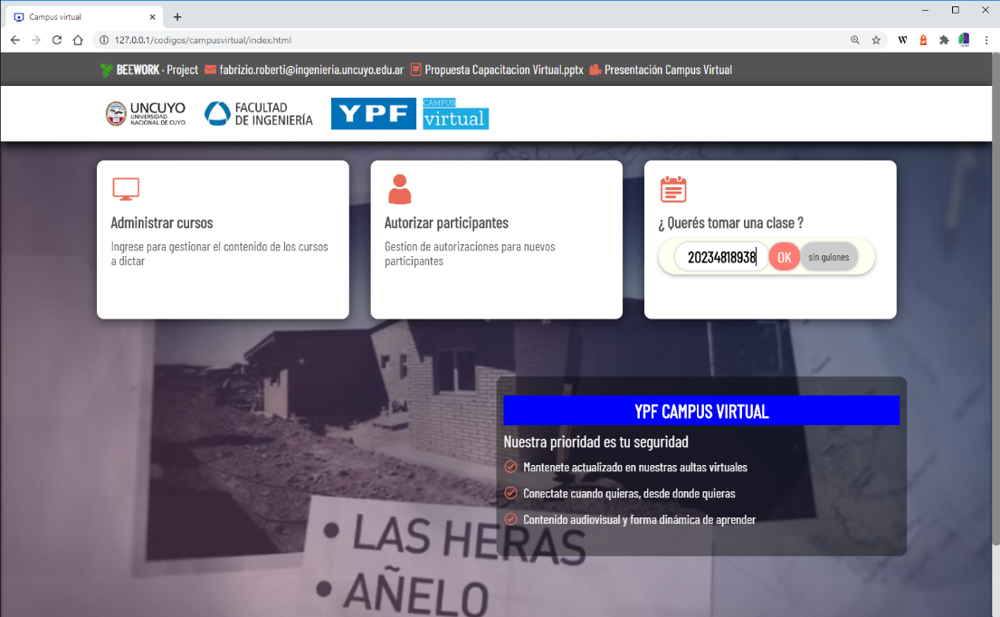 Campus virtual
127.0.0.1/codigos/campusvirtual/index.html
BEEWORK - Project fabrizio.roberti@ingenieria.uncuyo.edu.ar Propuesta Capacitacion Virtual.pptx Presentación Campus Virtual
UNCUYO
UNIVERSIDAD
NACIONAL DE CUYO
FACULTAD
DE INGENIERÍA
YPF
CAMPUS
virtual
Administrar cursos
Ingrese para gestionar el contenido de los cursos
a dictar
Autorizar participantes
Gestion de autorizaciones para nuevos
participantes
¿ Querés tomar una clase ?
20234818938 OK sin guiones
YPF CAMPUS VIRTUAL
Nuestra prioridad es tu seguridad
Mantenete actualizado en nuestras aultas virtuales
Conectate cuando quieras, desde donde quieras
Contenido audiovisual y forma dinámica de aprender
• LAS HERAS
• AÑELO